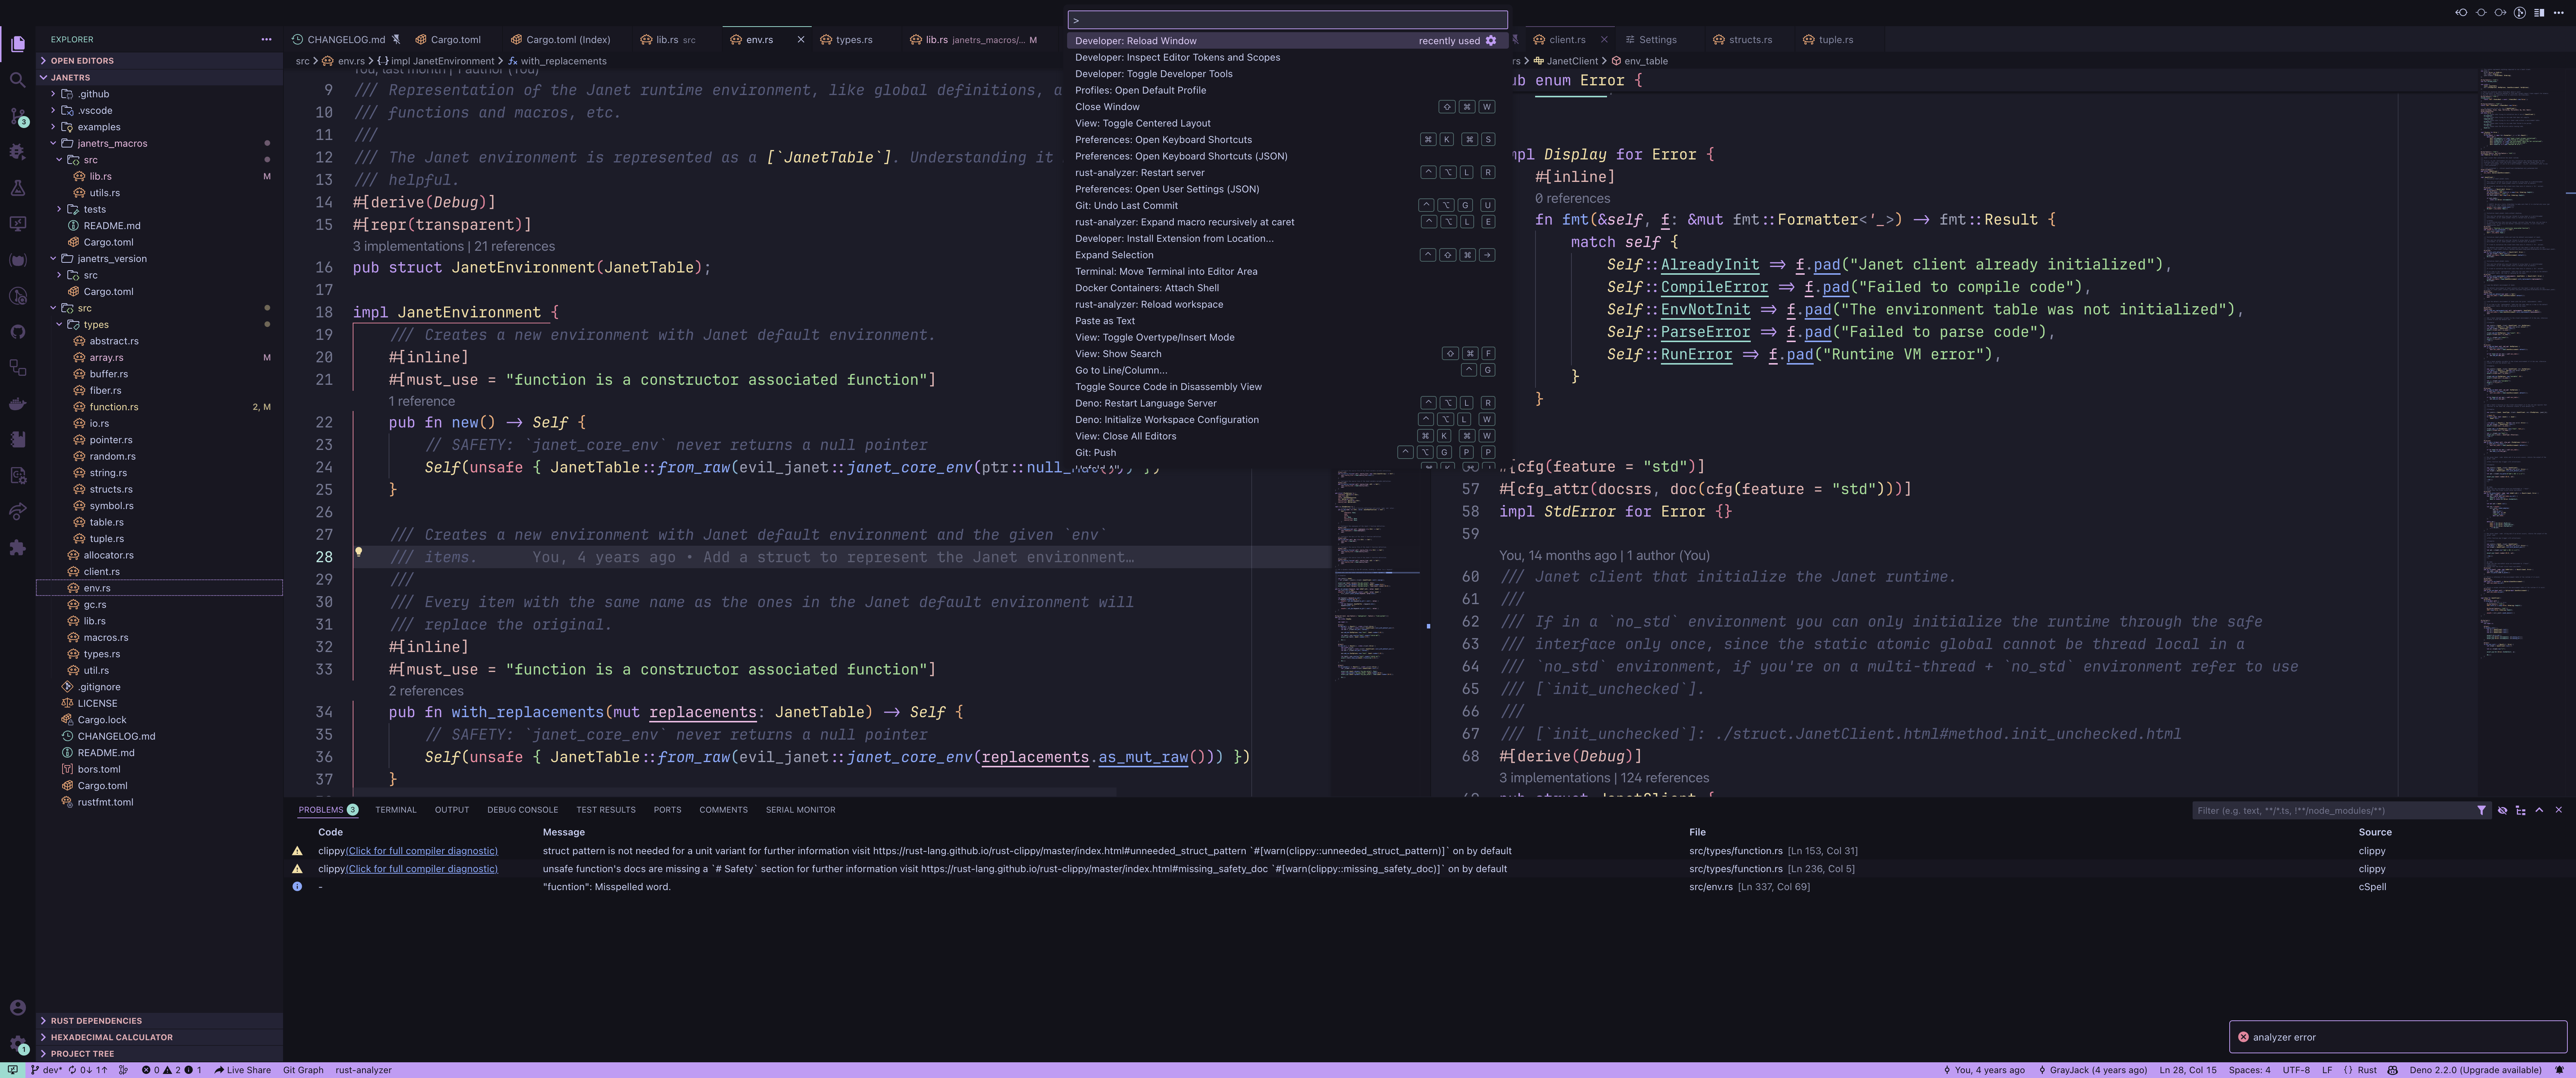 >
EXPLORER
OPEN EDITORS
JANETRS
.github
.vscode
examples
janetrs_macros
src
lib.rs M
utils.rs
tests
README.md
Cargo.toml
janetrs_version
src
Cargo.toml
src
types
abstract.rs
array.rs M
buffer.rs
fiber.rs
function.rs 2, M
io.rs
pointer.rs
random.rs
string.rs
structs.rs
symbol.rs
table.rs
tuple.rs
allocator.rs
client.rs
env.rs
gc.rs
lib.rs
macros.rs
types.rs
util.rs
.gitignore
LICENSE
Cargo.lock
CHANGELOG.md
README.md
bors.toml
Cargo.toml
rustfmt.toml
RUST DEPENDENCIES
HEXADECIMAL CALCULATOR
PROJECT TREE
3
1
CHANGELOG.md Cargo.toml Cargo.toml (Index) lib.rs src env.rs types.rs lib.rs janetrs_macros/... M
src > env.rs > {} impl JanetEnvironment > with_replacements
You, last month | 1 author (You)
9 /// Representation of the Janet runtime environment, like global definitions, a
10 /// functions and macros, etc.
11 ///
12 /// The Janet environment is represented as a [`JanetTable`]. Understanding it
13 /// helpful.
14 #[derive(Debug)]
15 #[repr(transparent)]
3 implementations | 21 references
16 pub struct JanetEnvironment(JanetTable);
17
18 impl JanetEnvironment {
19 /// Creates a new environment with Janet default environment.
20 #[inline]
21 #[must_use = "function is a constructor associated function"]
1 reference
22 pub fn new() -> Self {
23 // SAFETY: `janet_core_env` never returns a null pointer
24 Self(unsafe { JanetTable::from_raw(evil_janet::janet_core_env(ptr::null_
25 }
26
27 /// Creates a new environment with Janet default environment and the given `env`
28 /// items. You, 4 years ago • Add a struct to represent the Janet environment…
29 ///
30 /// Every item with the same name as the ones in the Janet default environment will
31 /// replace the original.
32 #[inline]
33 #[must_use = "function is a constructor associated function"]
2 references
34 pub fn with_replacements(mut replacements: JanetTable) -> Self {
35 // SAFETY: `janet_core_env` never returns a null pointer
36 Self(unsafe { JanetTable::from_raw(evil_janet::janet_core_env(replacements.as_mut_raw())) })
37 }
Developer: Reload Window recently used
Developer: Inspect Editor Tokens and Scopes
Developer: Toggle Developer Tools
Profiles: Open Default Profile
Close Window ⇧ ⌘ W
View: Toggle Centered Layout
Preferences: Open Keyboard Shortcuts ⌘ K ⌘ S
Preferences: Open Keyboard Shortcuts (JSON)
rust-analyzer: Restart server ^ ⌥ L R
Preferences: Open User Settings (JSON)
Git: Undo Last Commit ^ ⌥ G U
rust-analyzer: Expand macro recursively at caret ^ ⌥ L E
Developer: Install Extension from Location...
Expand Selection ^ ⇧ ⌘ →
Terminal: Move Terminal into Editor Area
Docker Containers: Attach Shell
rust-analyzer: Reload workspace
Paste as Text
View: Toggle Overtype/Insert Mode
View: Show Search ⇧ ⌘ F
Go to Line/Column... ^ G
Toggle Source Code in Disassembly View
Deno: Restart Language Server ^ ⌥ L R
Deno: Initialize Workspace Configuration ^ ⌥ L W
View: Close All Editors ⌘ K ⌘ W
Git: Push ^ ⌥ G P P
client.rs Settings structs.rs tuple.rs
rs > JanetClient > env_table
ub enum Error {
mpl Display for Error {
#[inline]
0 references
fn fmt(&self, f: &mut fmt::Formatter<'_>) -> fmt::Result {
match self {
Self::AlreadyInit => f.pad("Janet client already initialized"),
Self::CompileError => f.pad("Failed to compile code"),
Self::EnvNotInit => f.pad("The environment table was not initialized"),
Self::ParseError => f.pad("Failed to parse code"),
Self::RunError => f.pad("Runtime VM error"),
}
}
#[cfg(feature = "std")]
57 #[cfg_attr(docsrs, doc(cfg(feature = "std")))]
58 impl StdError for Error {}
59
You, 14 months ago | 1 author (You)
60 /// Janet client that initialize the Janet runtime.
61 ///
62 /// If in a `no_std` environment you can only initialize the runtime through the safe
63 /// interface only once, since the static atomic global cannot be thread local in a
64 /// `no_std` environment, if you're on a multi-thread + `no_std` environment refer to use
65 /// [`init_unchecked`].
66 ///
67 /// [`init_unchecked`]: ./struct.JanetClient.html#method.init_unchecked.html
68 #[derive(Debug)]
3 implementations | 124 references
69 pub struct JanetClient {
PROBLEMS 3 TERMINAL OUTPUT DEBUG CONSOLE TEST RESULTS PORTS COMMENTS SERIAL MONITOR Filter (e.g. text, **/*.ts, !**/node_modules/**)
Code Message File Source
clippy(Click for full compiler diagnostic) struct pattern is not needed for a unit variant for further information visit https://rust-lang.github.io/rust-clippy/master/index.html#unneeded_struct_pattern `#[warn(clippy::unneeded_struct_pattern)]` on by default src/types/function.rs [Ln 153, Col 31] clippy
clippy(Click for full compiler diagnostic) unsafe function's docs are missing a `# Safety` section for further information visit https://rust-lang.github.io/rust-clippy/master/index.html#missing_safety_doc `#[warn(clippy::missing_safety_doc)]` on by default src/types/function.rs [Ln 236, Col 5] clippy
- "fucntion": Misspelled word. src/env.rs [Ln 337, Col 69] cSpell
analyzer error
dev* 0↓ 1↑ 0 2 1 Live Share Git Graph rust-analyzer You, 4 years ago GrayJack (4 years ago) Ln 28, Col 15 Spaces: 4 UTF-8 LF {} Rust Deno 2.2.0 (Upgrade available)